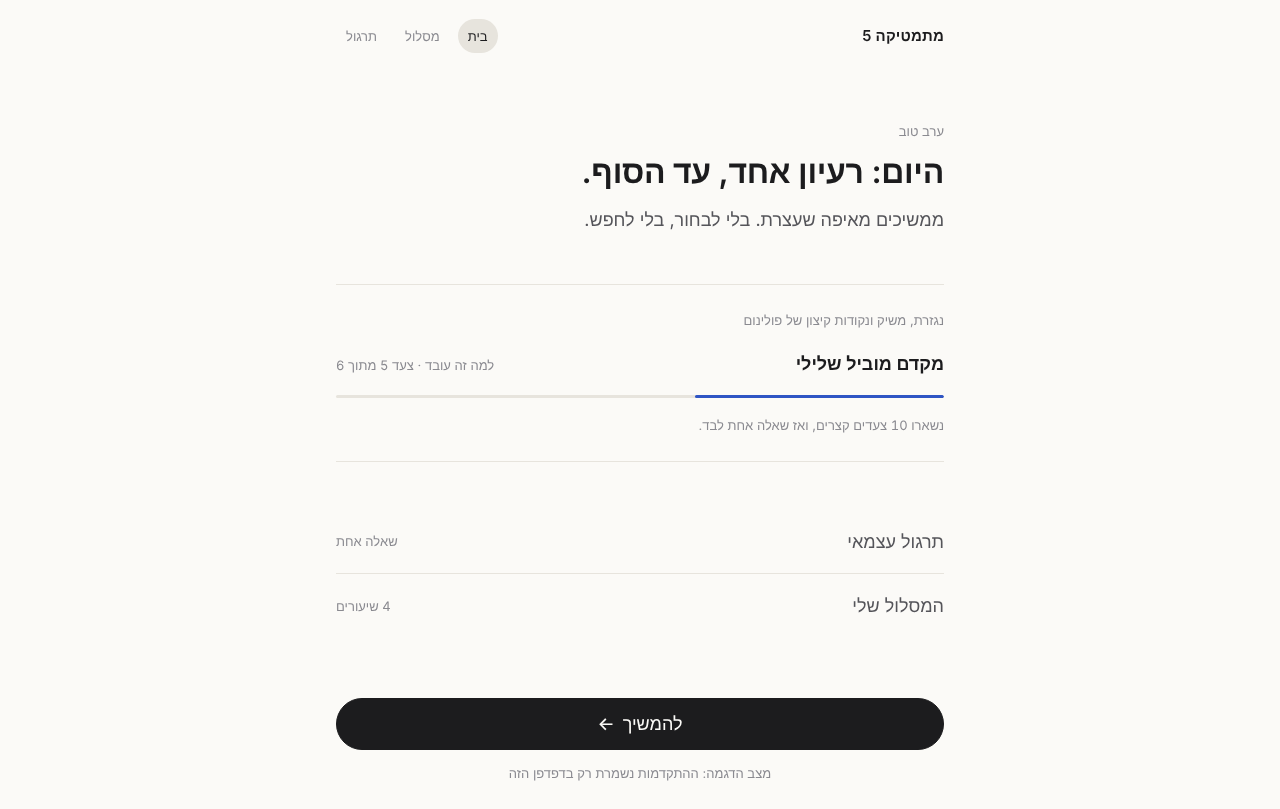 מתמטיקה 5
בית
מסלול
תרגול
ערב טוב
היום: רעיון אחד, עד הסוף.
ממשיכים מאיפה שעצרת. בלי לבחור, בלי לחפש.
נגזרת, משיק ונקודות קיצון של פולינום
מקדם מוביל שלילי
למה זה עובד · צעד 5 מתוך 6
נשארו 10 צעדים קצרים, ואז שאלה אחת לבד.
תרגול עצמאי
שאלה אחת
המסלול שלי
4 שיעורים
להמשיך ←
מצב הדגמה: ההתקדמות נשמרת רק בדפדפן הזה